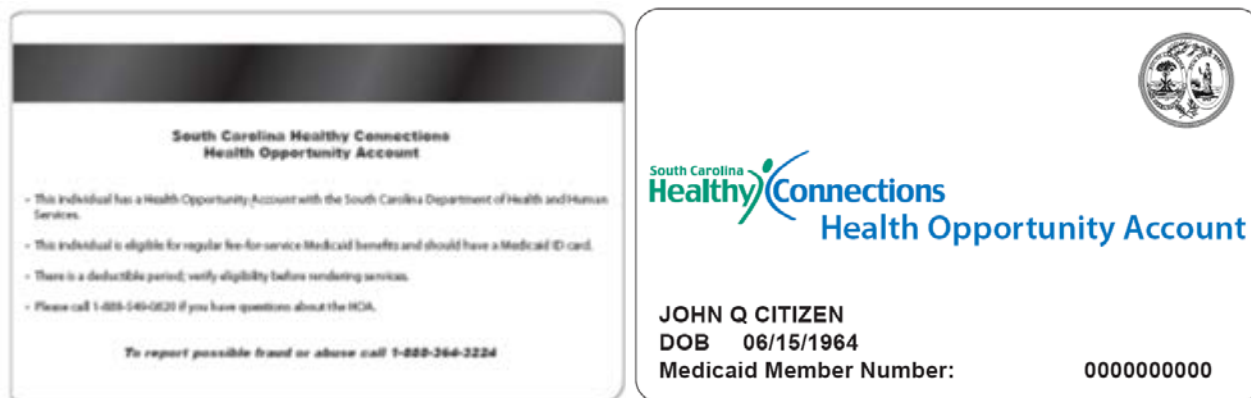 South Carolina Healthy Connections
Health Opportunity Account
- This individual has a Health Opportunity Account with the South Carolina Department of Health and Human
Services.
- This individual is eligible for regular fee-for-service Medicaid benefits and should have a Medicaid ID card.
- There is a deductible period; verify eligibility before rendering services.
- Please call 1-888-549-0820 if you have questions about the HOA.
To report possible fraud or abuse call 1-888-364-3224
South Carolina
Healthy Connections
Health Opportunity Account
JOHN Q CITIZEN
DOB 06/15/1964
Medicaid Member Number: 0000000000